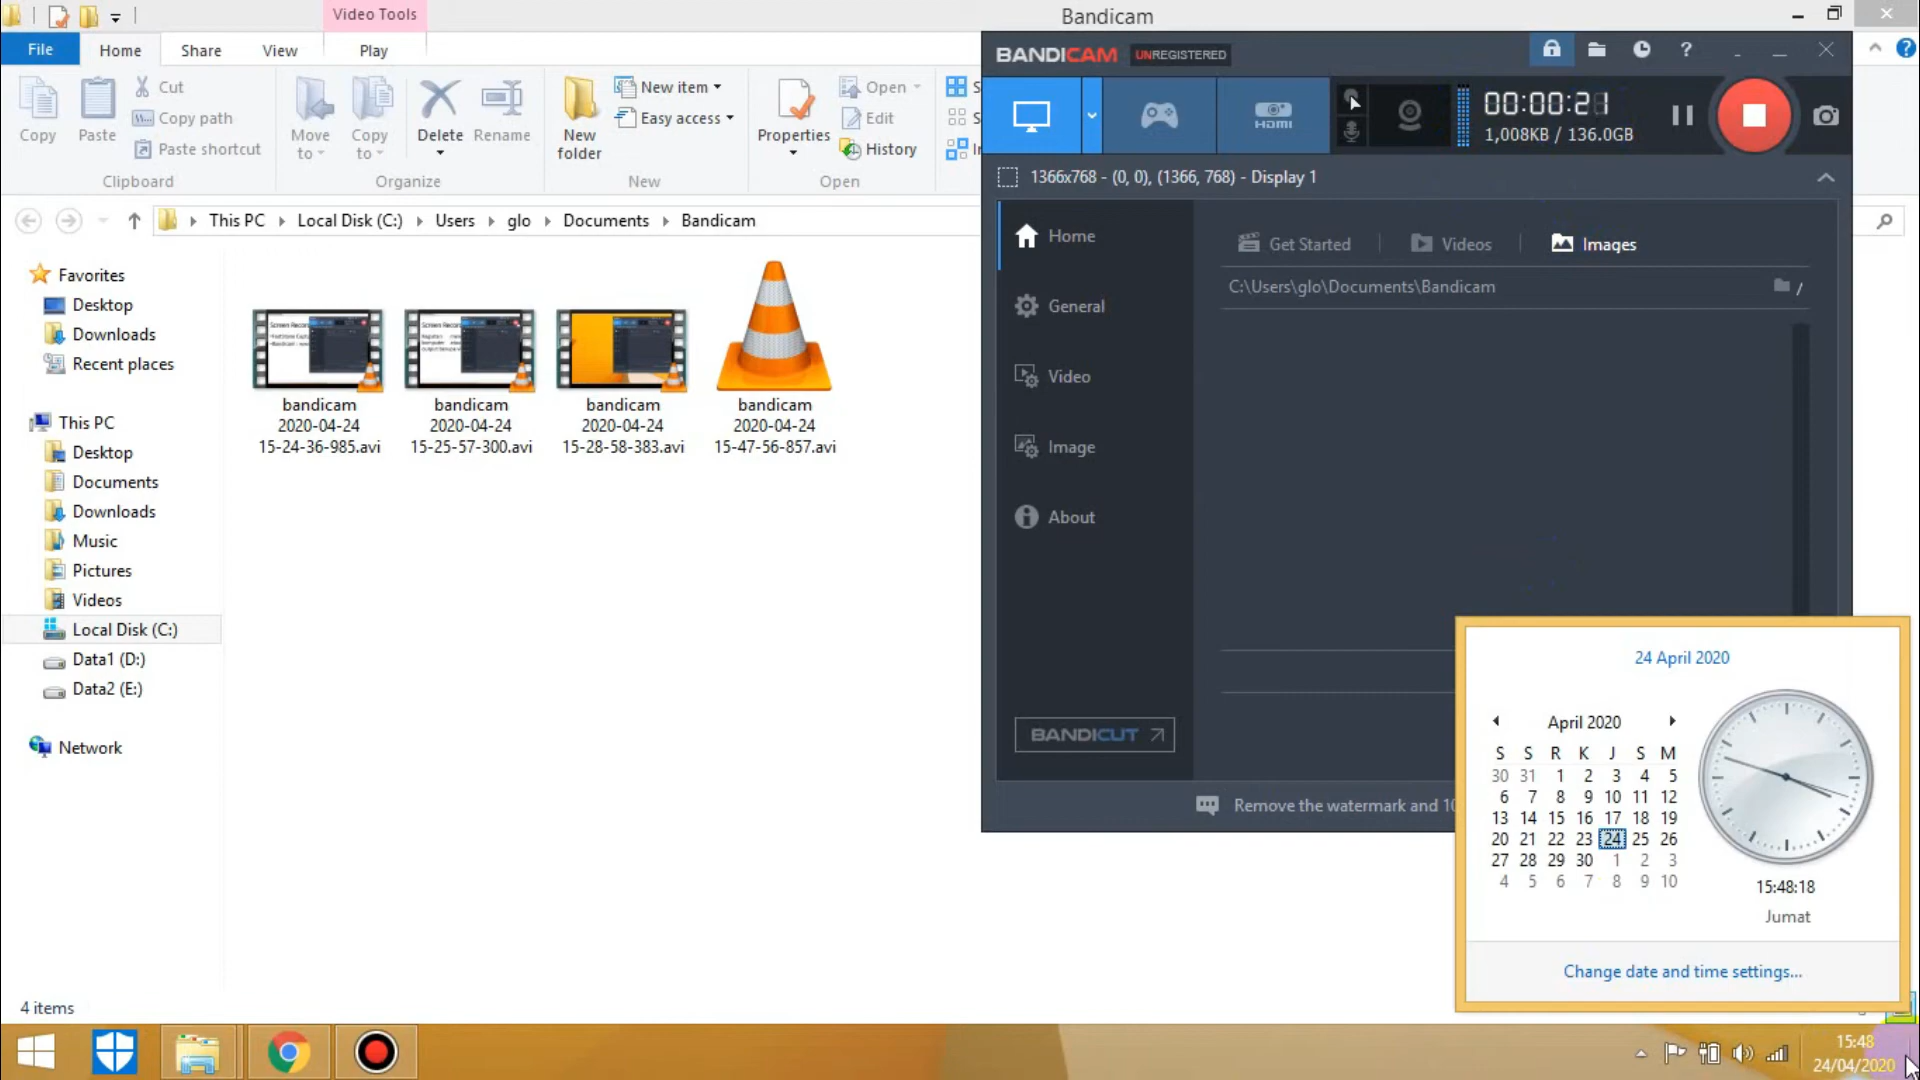 Video Tools
Bandicam
File
Home
Share
View
Play
Copy
Paste
Cut
Copy path
Paste shortcut
Clipboard
Move to
Copy to
Delete
Rename
Organize
New folder
New item
Easy access
New
Properties
Open
Edit
History
Open
BANDICAM UNREGISTERED
HDMI
00:00:21
1,008KB / 136.0GB
1366x768 - (0, 0), (1366, 768) - Display 1
This PC
Local Disk (C:)
Users
glo
Documents
Bandicam
Favorites
Desktop
Downloads
Recent places
This PC
Desktop
Documents
Downloads
Music
Pictures
Videos
Local Disk (C:)
Data1 (D:)
Data2 (E:)
Network
bandicam
2020-04-24
15-24-36-985.avi
bandicam
2020-04-24
15-25-57-300.avi
bandicam
2020-04-24
15-28-58-383.avi
bandicam
2020-04-24
15-47-56-857.avi
Home
General
Video
Image
About
BANDICUT
Get Started
Videos
Images
C:\Users\glo\Documents\Bandicam
/
Remove the watermark and
24 April 2020
April 2020
S S R K J S M
30 31 1 2 3 4 5
6 7 8 9 10 11 12
13 14 15 16 17 18 19
20 21 22 23 24 25 26
27 28 29 30 1 2 3
4 5 6 7 8 9 10
15:48:18
Jumat
Change date and time settings...
4 items
15:48
24/04/2020